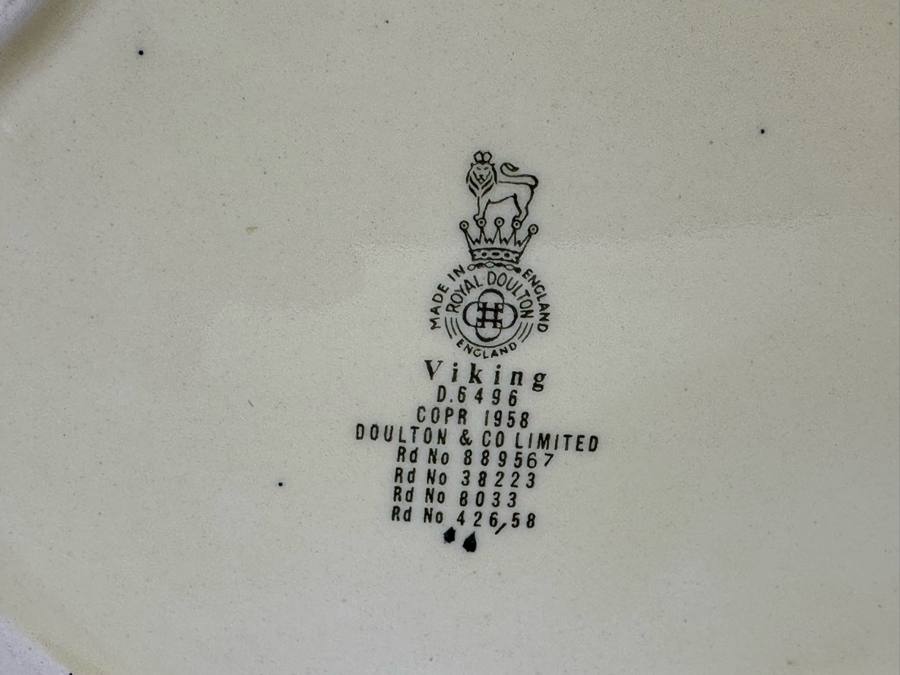 MADE IN ENGLAND
ROYAL DOULTON
ENGLAND
Viking
D.6496
COPR 1958
DOULTON & CO LIMITED
Rd No 889567
Rd No 38223
Rd No 8033
Rd No 426/58